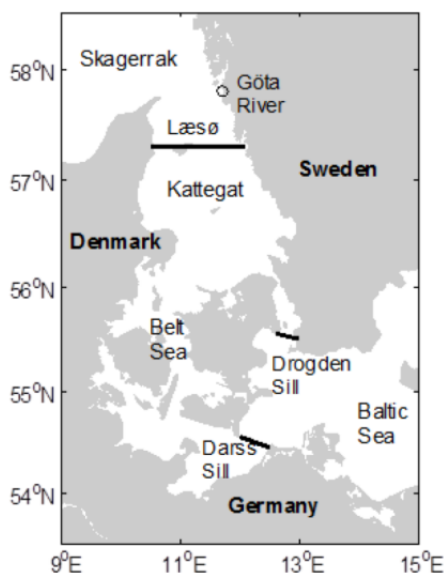 58°N
57°N
56°N
55°N
54°N
Skagerrak
Göta
River
Læsø
Sweden
Kattegat
Denmark
Belt
Sea
Drogden
Sill
Baltic
Sea
Darss
Sill
Germany
9°E
11°E
13°E
15°E